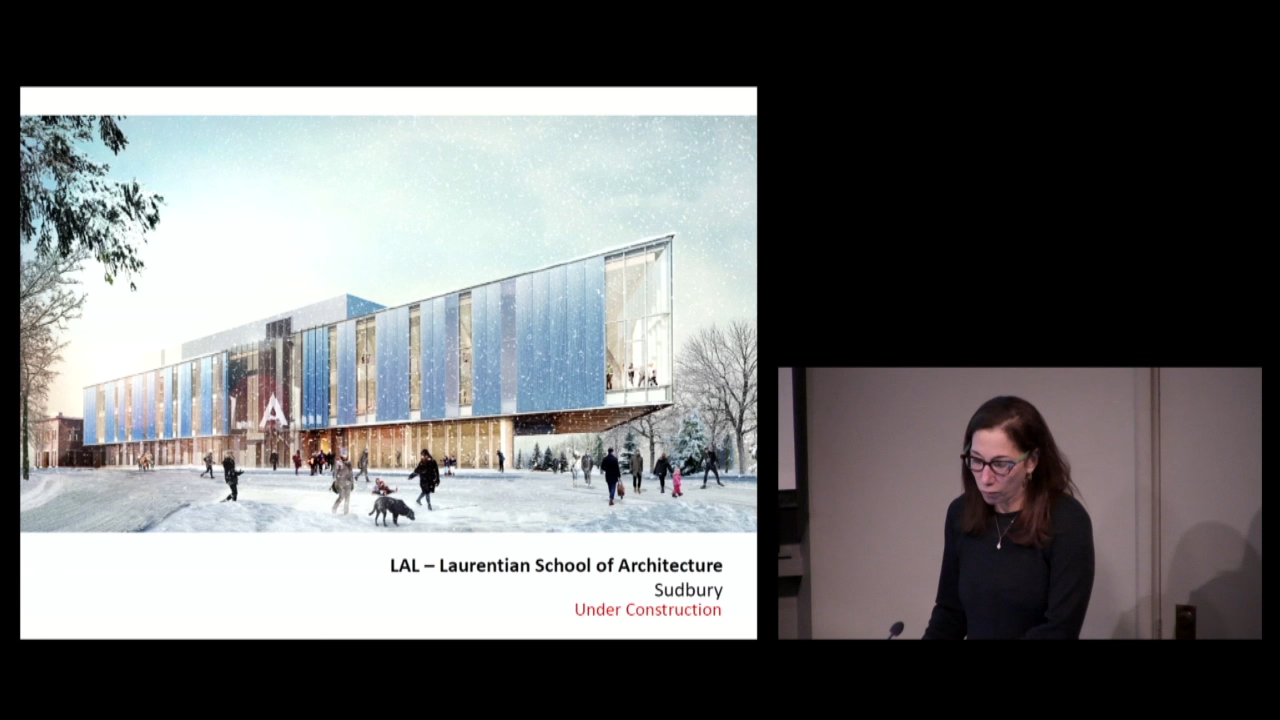 A
LAL – Laurentian School of Architecture
Sudbury
Under Construction